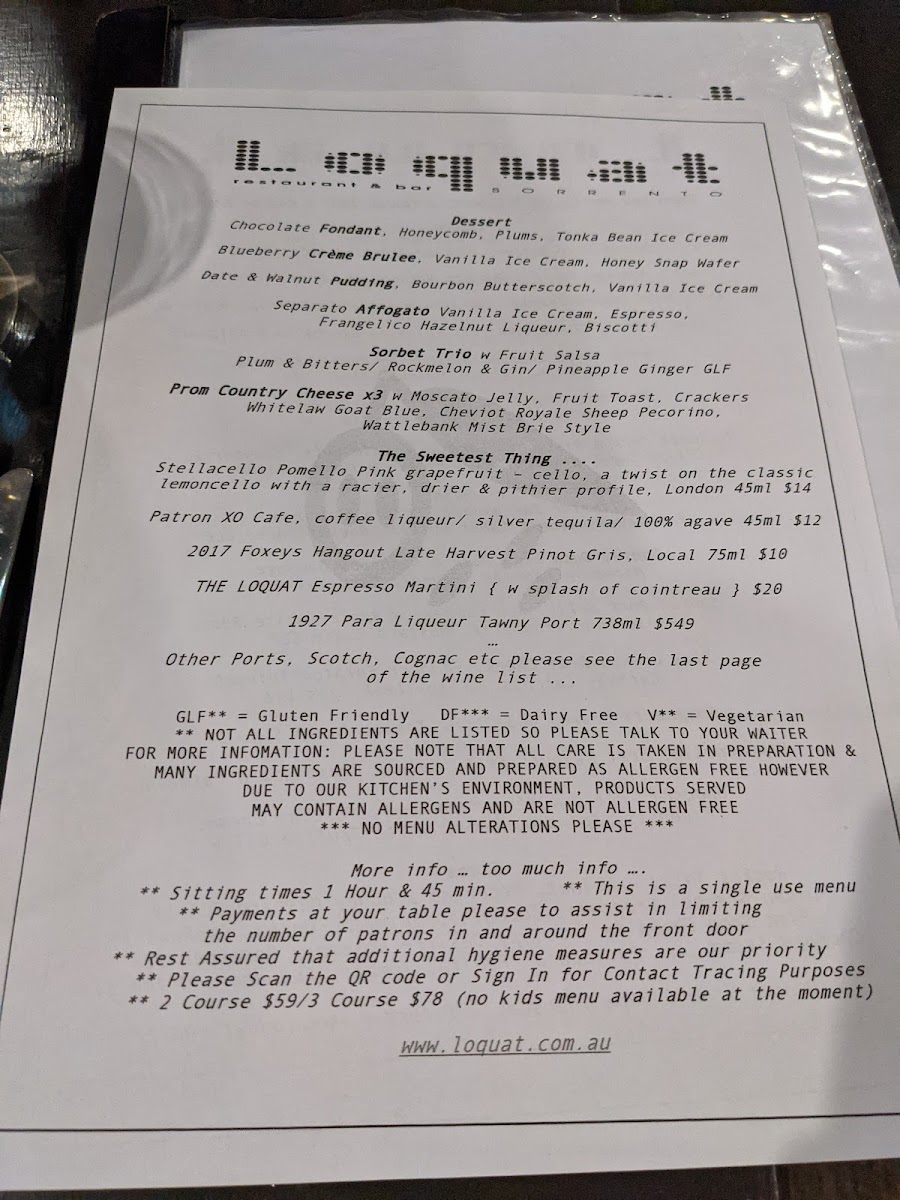 Loquat
restaurant & bar SORRENTO
Dessert
Chocolate Fondant, Honeycomb, Plums, Tonka Bean Ice Cream
Blueberry Crème Brulee, Vanilla Ice Cream, Honey Snap Wafer
Date & Walnut Pudding, Bourbon Butterscotch, Vanilla Ice Cream
Separato Affogato Vanilla Ice Cream, Espresso,
Frangelico Hazelnut Liqueur, Biscotti
Sorbet Trio w Fruit Salsa
Plum & Bitters/ Rockmelon & Gin/ Pineapple Ginger GLF
Prom Country Cheese x3 w Moscato Jelly, Fruit Toast, Crackers
Whitelaw Goat Blue, Cheviot Royale Sheep Pecorino,
Wattlebank Mist Brie Style
The Sweetest Thing ....
Stellacello Pomello Pink grapefruit – cello, a twist on the classic
lemoncello with a racier, drier & pithier profile, London 45ml $14
Patron XO Cafe, coffee liqueur/ silver tequila/ 100% agave 45ml $12
2017 Foxeys Hangout Late Harvest Pinot Gris, Local 75ml $10
THE LOQUAT Espresso Martini { w splash of cointreau } $20
1927 Para Liqueur Tawny Port 738ml $549
…
Other Ports, Scotch, Cognac etc please see the last page
of the wine list ...
GLF** = Gluten Friendly DF*** = Dairy Free V** = Vegetarian
** NOT ALL INGREDIENTS ARE LISTED SO PLEASE TALK TO YOUR WAITER
FOR MORE INFOMATION: PLEASE NOTE THAT ALL CARE IS TAKEN IN PREPARATION &
MANY INGREDIENTS ARE SOURCED AND PREPARED AS ALLERGEN FREE HOWEVER
DUE TO OUR KITCHEN'S ENVIRONMENT, PRODUCTS SERVED
MAY CONTAIN ALLERGENS AND ARE NOT ALLERGEN FREE
*** NO MENU ALTERATIONS PLEASE ***
More info … too much info ….
** Sitting times 1 Hour & 45 min. ** This is a single use menu
** Payments at your table please to assist in limiting
the number of patrons in and around the front door
** Rest Assured that additional hygiene measures are our priority
** Please Scan the QR code or Sign In for Contact Tracing Purposes
** 2 Course $59/3 Course $78 (no kids menu available at the moment)
www.loquat.com.au